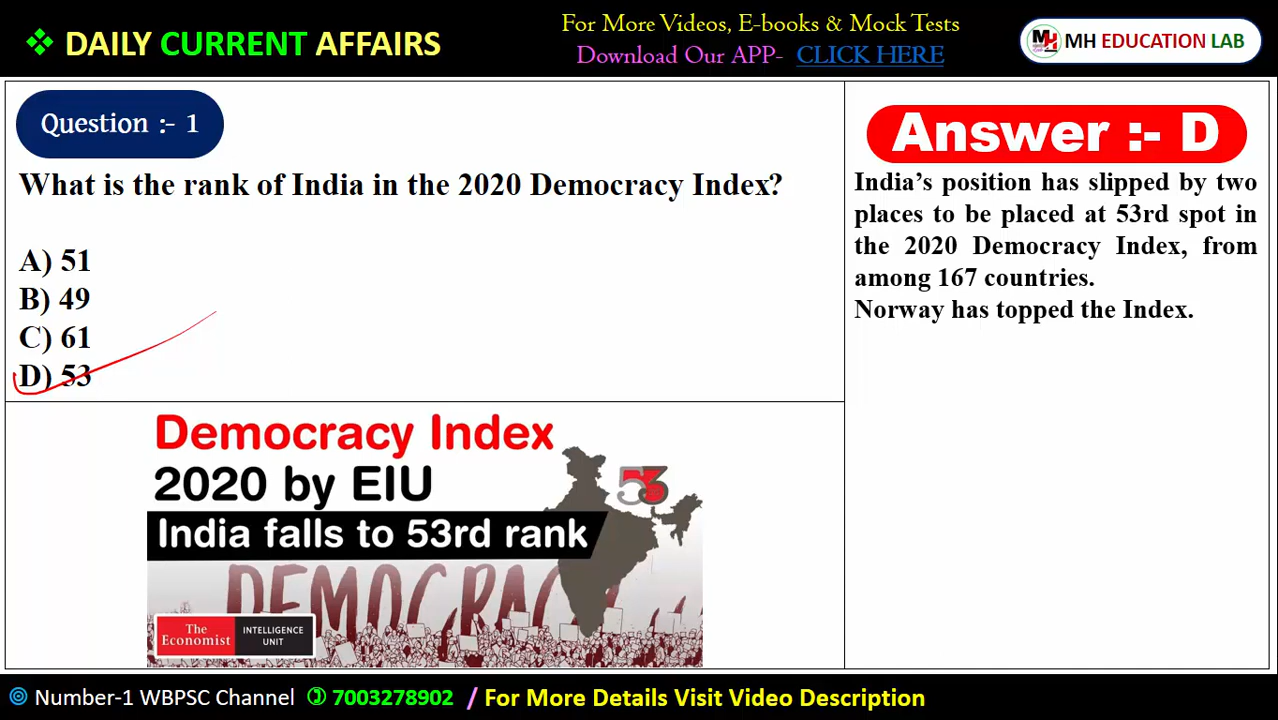 ❖ DAILY CURRENT AFFAIRS
For More Videos, E-books & Mock Tests
Download Our APP- CLICK HERE
MH
MH EDUCATION LAB
Question :- 1
What is the rank of India in the 2020 Democracy Index?
A) 51
B) 49
C) 61
D) 53
Answer :- D
India's position has slipped by two
places to be placed at 53rd spot in
the 2020 Democracy Index, from
among 167 countries.
Norway has topped the Index.
Democracy Index
2020 by EIU
53
India falls to 53rd rank
DEMOCRACY
The
Economist
INTELLIGENCE
UNIT
Number-1 WBPSC Channel 7003278902 / For More Details Visit Video Description